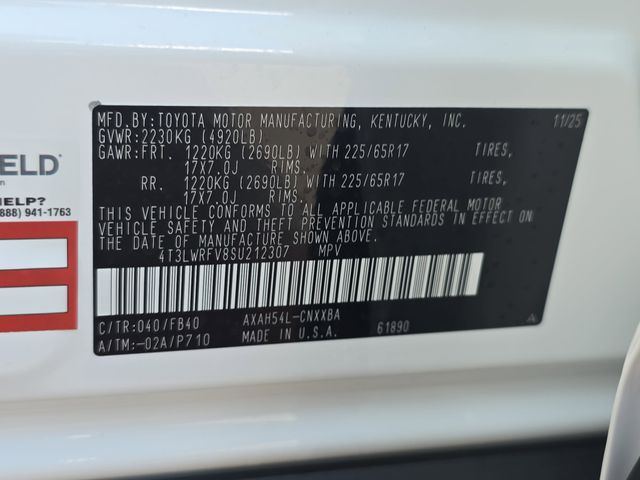 MFD.BY:TOYOTA MOTOR MANUFACTURING, KENTUCKY, INC. 11/25
GVWR:2230KG (4920LB)
GAWR:FRT. 1220KG (2690LB) WITH 225/65R17 TIRES,
17X7.0J RIMS.
RR. 1220KG (2690LB) WITH 225/65R17 TIRES,
17X7.0J RIMS.
THIS VEHICLE CONFORMS TO ALL APPLICABLE FEDERAL MOTOR
VEHICLE SAFETY AND THEFT PREVENTION STANDARDS IN EFFECT ON
THE DATE OF MANUFACTURE SHOWN ABOVE.
4T3LWRFV8SU212307 MPV
C/TR:040/FB40 AXAH54L-CNXXBA 61890
A/TM:-02A/P710 MADE IN U.S.A.
ELD
HELP?
(888) 941-1763